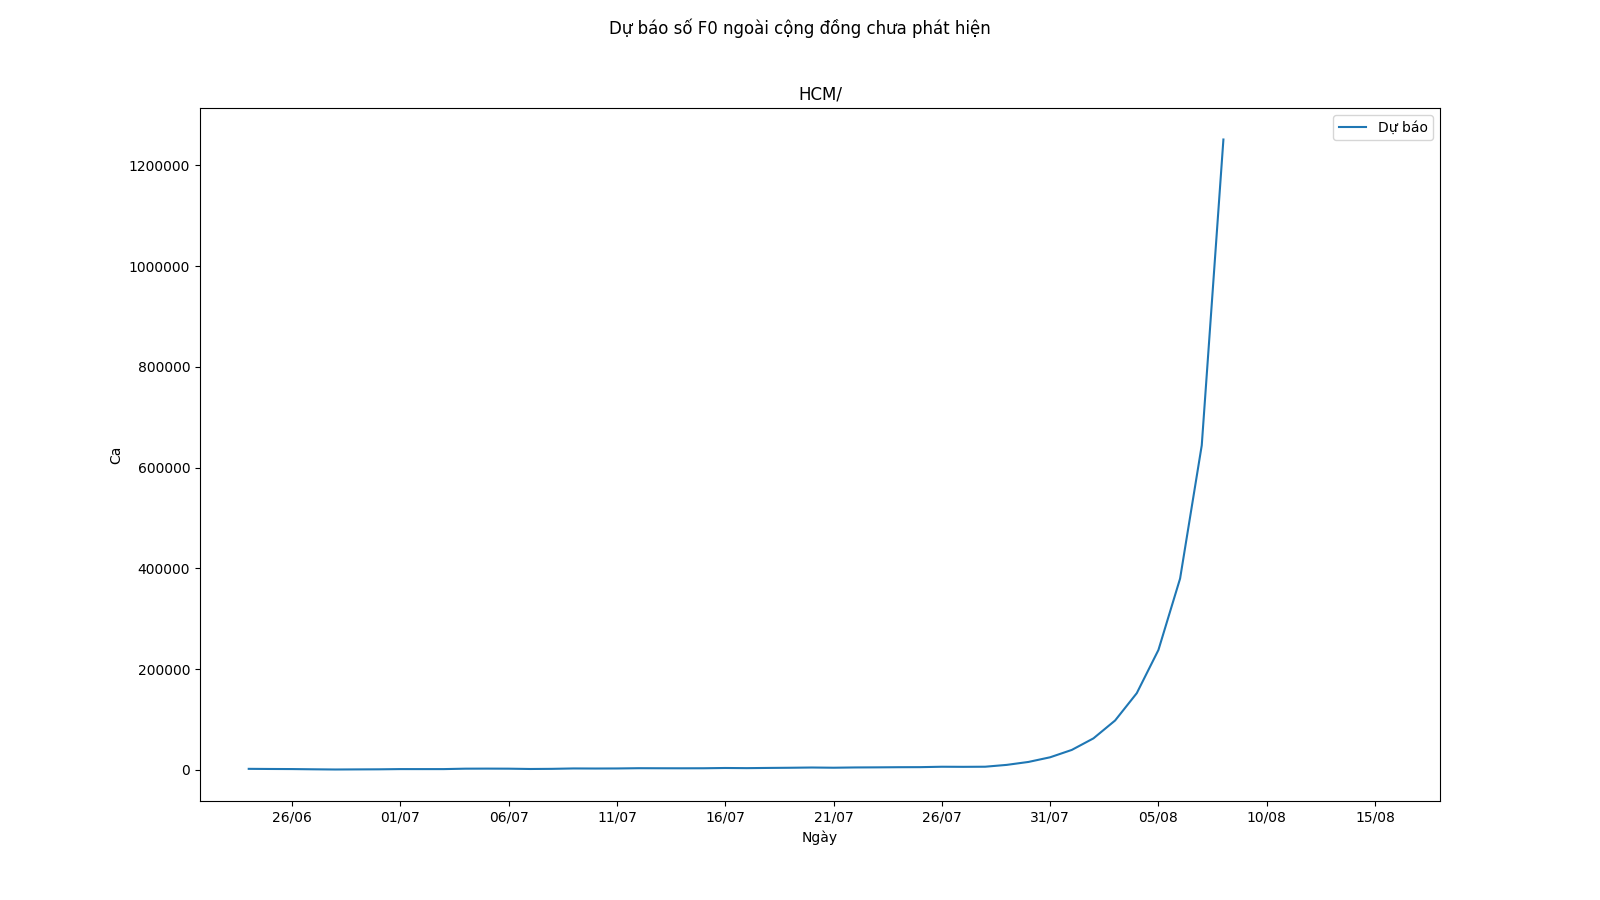 Dự báo số F0 ngoài cộng đồng chưa phát hiện
HCM/
Dự báo
1200000
1000000
800000
600000
400000
200000
0
Ca
26/06 01/07 06/07 11/07 16/07 21/07 26/07 31/07 05/08 10/08 15/08
Ngày